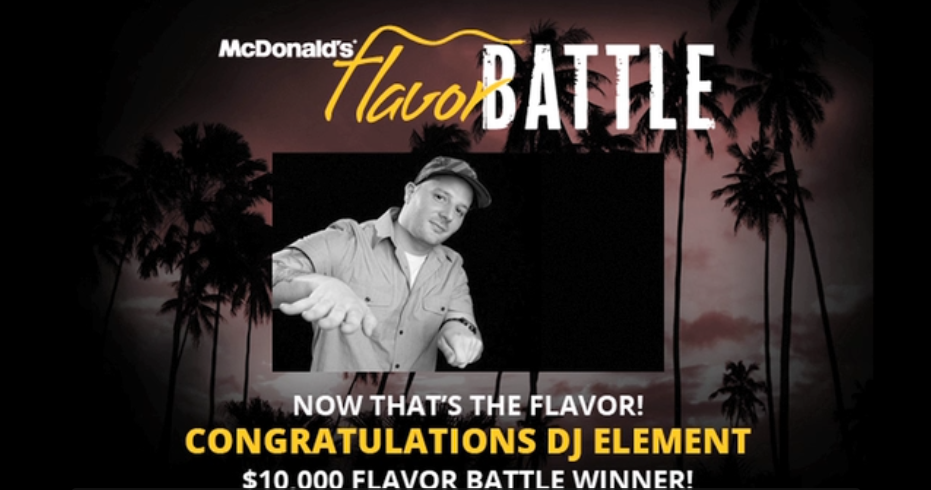 McDonald's flavor BATTLE
NOW THAT'S THE FLAVOR!
CONGRATULATIONS DJ ELEMENT
$10,000 FLAVOR BATTLE WINNER!